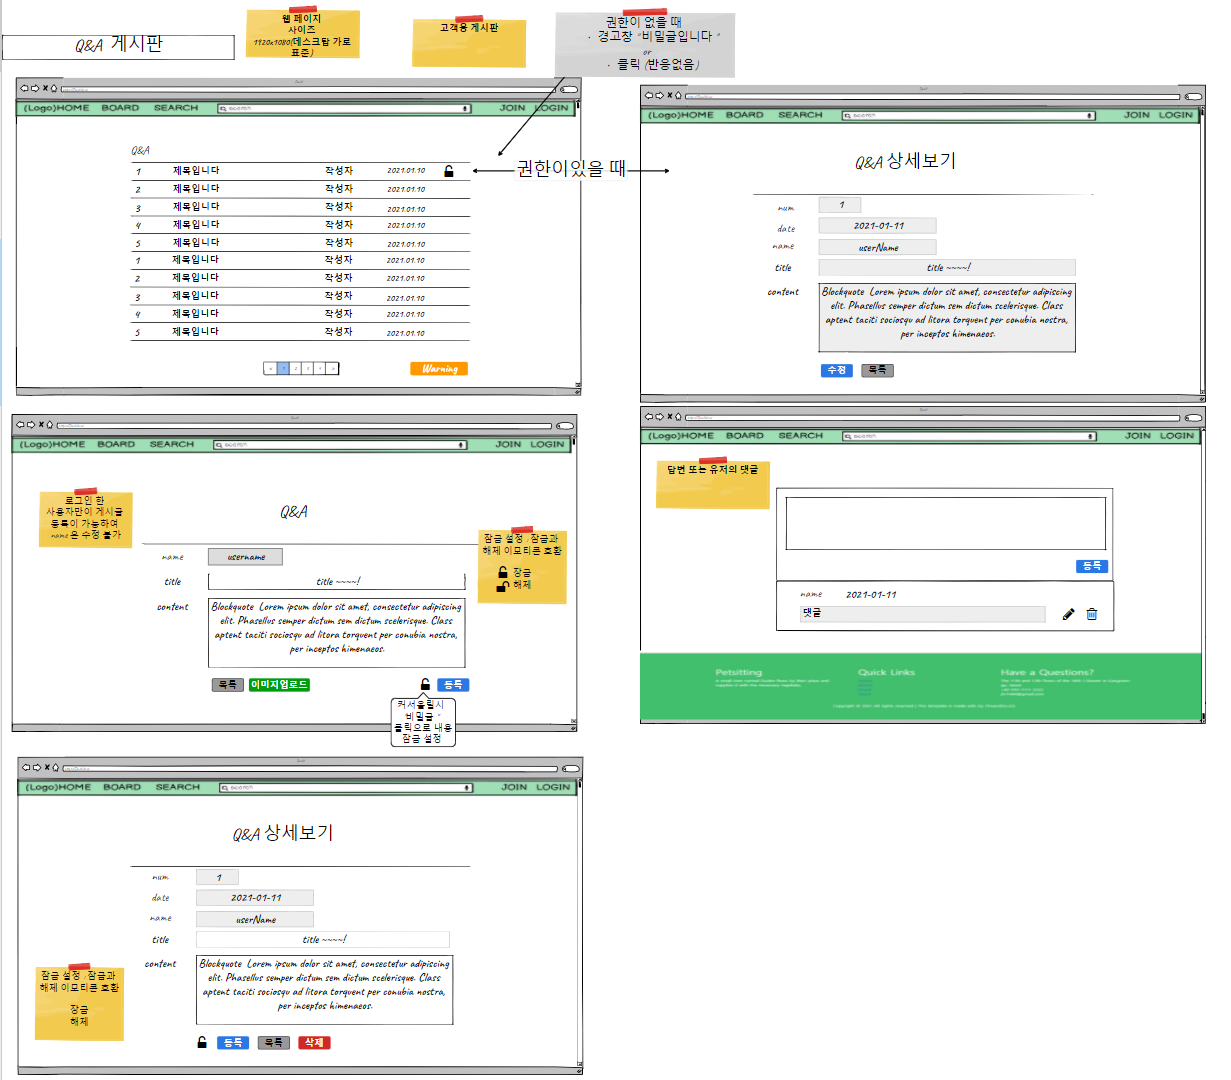 Q&A 게시판
웹 페이지
사이즈
1920x1080(데스크탑 가로
표준)
고객용 게시판
권한이 없을 때
· 경고창 "비밀글입니다 "
or
· 클릭 (반응없음)
(Logo)HOME BOARD SEARCH
JOIN LOGIN
Q&A
1 제목입니다 작성자 2021.01.10
2 제목입니다 작성자 2021.01.10
3 제목입니다 작성자 2021.01.10
4 제목입니다 작성자 2021.01.10
5 제목입니다 작성자 2021.01.10
1 제목입니다 작성자 2021.01.10
2 제목입니다 작성자 2021.01.10
3 제목입니다 작성자 2021.01.10
4 제목입니다 작성자 2021.01.10
5 제목입니다 작성자 2021.01.10
Warning
권한이있을 때
(Logo)HOME BOARD SEARCH
JOIN LOGIN
Q&A 상세보기
num 1
date 2021-01-11
name userName
title title ~~~~!
content Blockquote Lorem ipsum dolor sit amet, consectetur adipiscing
elit. Phasellus semper dictum sem dictum scelerisque. Class
aptent taciti sociosqu ad litora torquent per conubia nostra,
per inceptos himenaeos.
수정 목록
(Logo)HOME BOARD SEARCH
JOIN LOGIN
로그인 한
사용자만이 게시글
등록이 가능하여
name은 수정 불가
Q&A
name username
title title ~~~~!
content Blockquote Lorem ipsum dolor sit amet, consectetur adipiscing
elit. Phasellus semper dictum sem dictum scelerisque. Class
aptent taciti sociosqu ad litora torquent per conubia nostra,
per inceptos himenaeos.
잠금 설정 /잠금과
해제 이모티콘 호환
잠금
해제
목록 이미지업로드 등록
커서올릴시
"비밀글 "
클릭으로 내용
잠금 설정
(Logo)HOME BOARD SEARCH
JOIN LOGIN
답변 또는 유저의 댓글
등록
name 2021-01-11
댓글
Petsitting
Quick Links
Have a Questions?
(Logo)HOME BOARD SEARCH
JOIN LOGIN
Q&A 상세보기
num 1
date 2021-01-11
name userName
title title ~~~~!
content Blockquote Lorem ipsum dolor sit amet, consectetur adipiscing
elit. Phasellus semper dictum sem dictum scelerisque. Class
aptent taciti sociosqu ad litora torquent per conubia nostra,
per inceptos himenaeos.
잠금 설정 /잠금과
해제 이모티콘 호환
잠금
해제
등록 목록 삭제